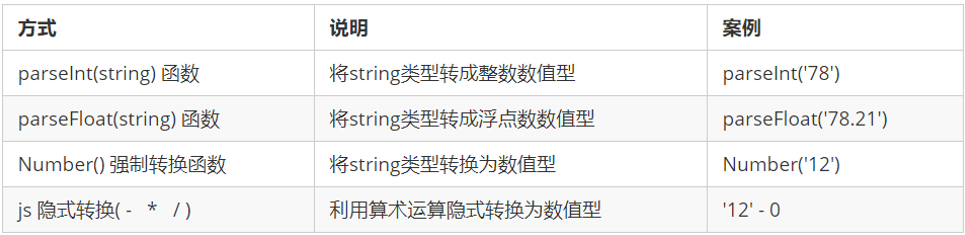 方式 说明 案例
parseInt(string) 函数 将string类型转成整数数值型 parseInt('78')
parseFloat(string) 函数 将string类型转成浮点数数值型 parseFloat('78.21')
Number() 强制转换函数 将string类型转换为数值型 Number('12')
js 隐式转换( - * / ) 利用算术运算隐式转换为数值型 '12' - 0